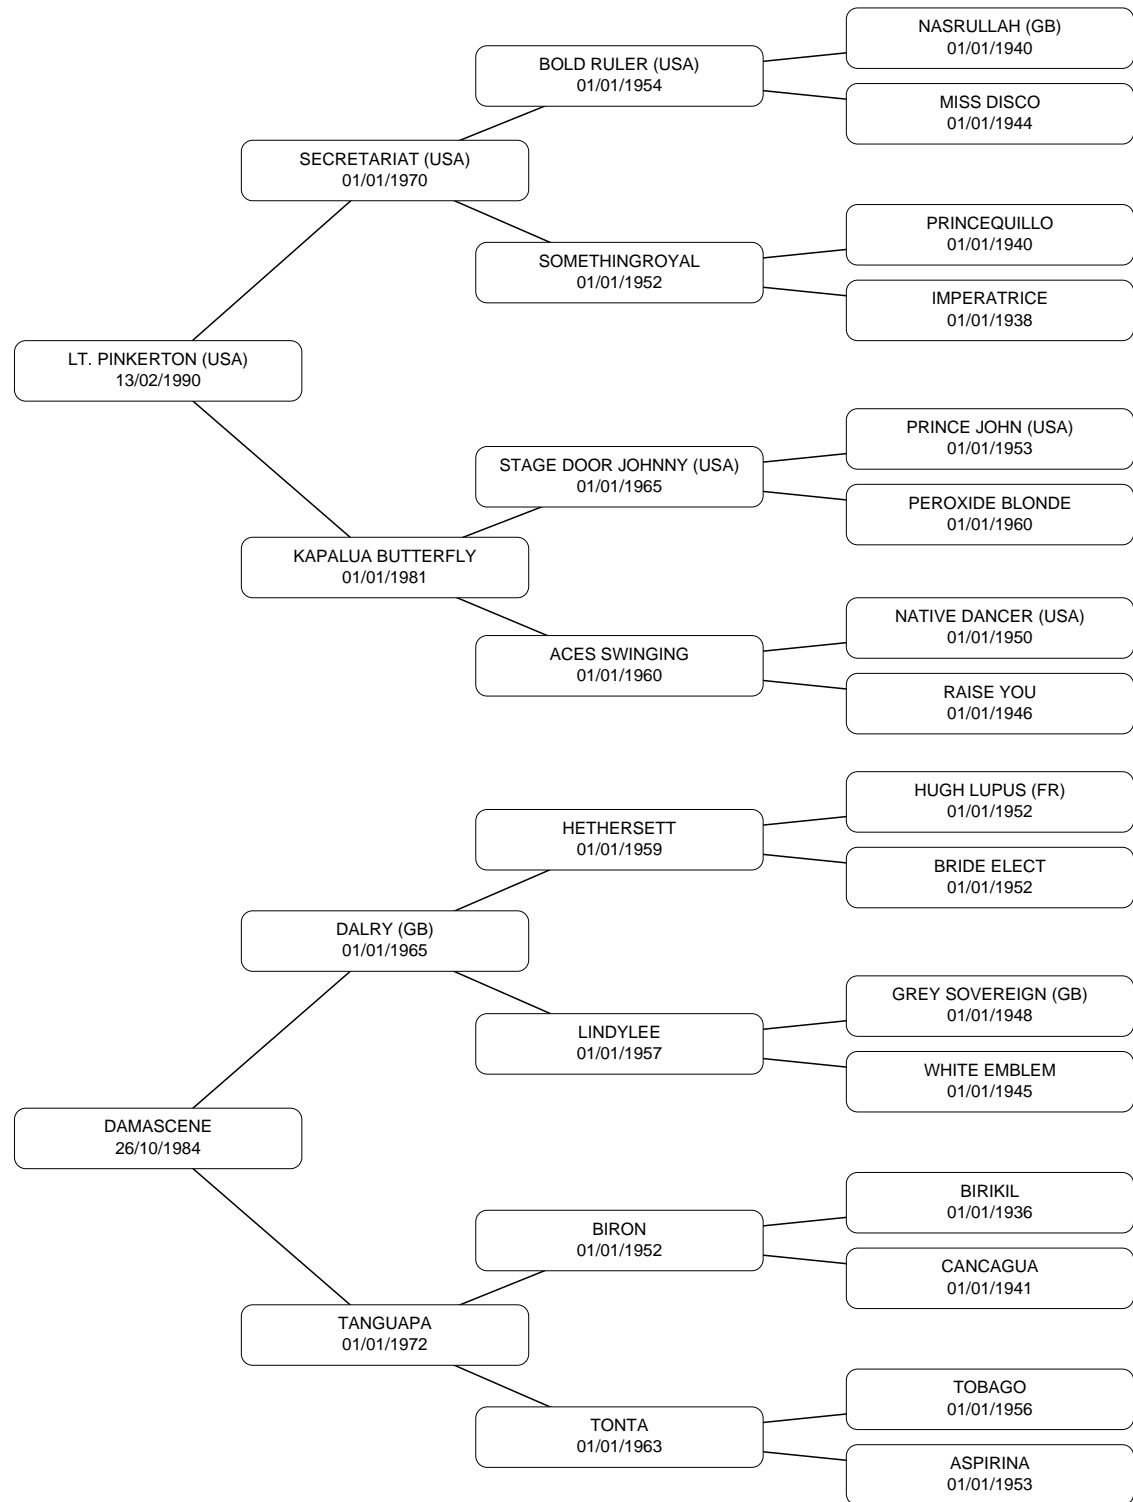 NASRULLAH (GB)
01/01/1940
BOLD RULER (USA)
01/01/1954
MISS DISCO
01/01/1944
SECRETARIAT (USA)
01/01/1970
PRINCEQUILLO
01/01/1940
SOMETHINGROYAL
01/01/1952
IMPERATRICE
01/01/1938
LT. PINKERTON (USA)
13/02/1990
PRINCE JOHN (USA)
01/01/1953
STAGE DOOR JOHNNY (USA)
01/01/1965
PEROXIDE BLONDE
01/01/1960
KAPALUA BUTTERFLY
01/01/1981
NATIVE DANCER (USA)
01/01/1950
ACES SWINGING
01/01/1960
RAISE YOU
01/01/1946
HUGH LUPUS (FR)
01/01/1952
HETHERSETT
01/01/1959
BRIDE ELECT
01/01/1952
DALRY (GB)
01/01/1965
GREY SOVEREIGN (GB)
01/01/1948
LINDYLEE
01/01/1957
WHITE EMBLEM
01/01/1945
DAMASCENE
26/10/1984
BIRIKIL
01/01/1936
BIRON
01/01/1952
CANCAGUA
01/01/1941
TANGUAPA
01/01/1972
TOBAGO
01/01/1956
TONTA
01/01/1963
ASPIRINA
01/01/1953